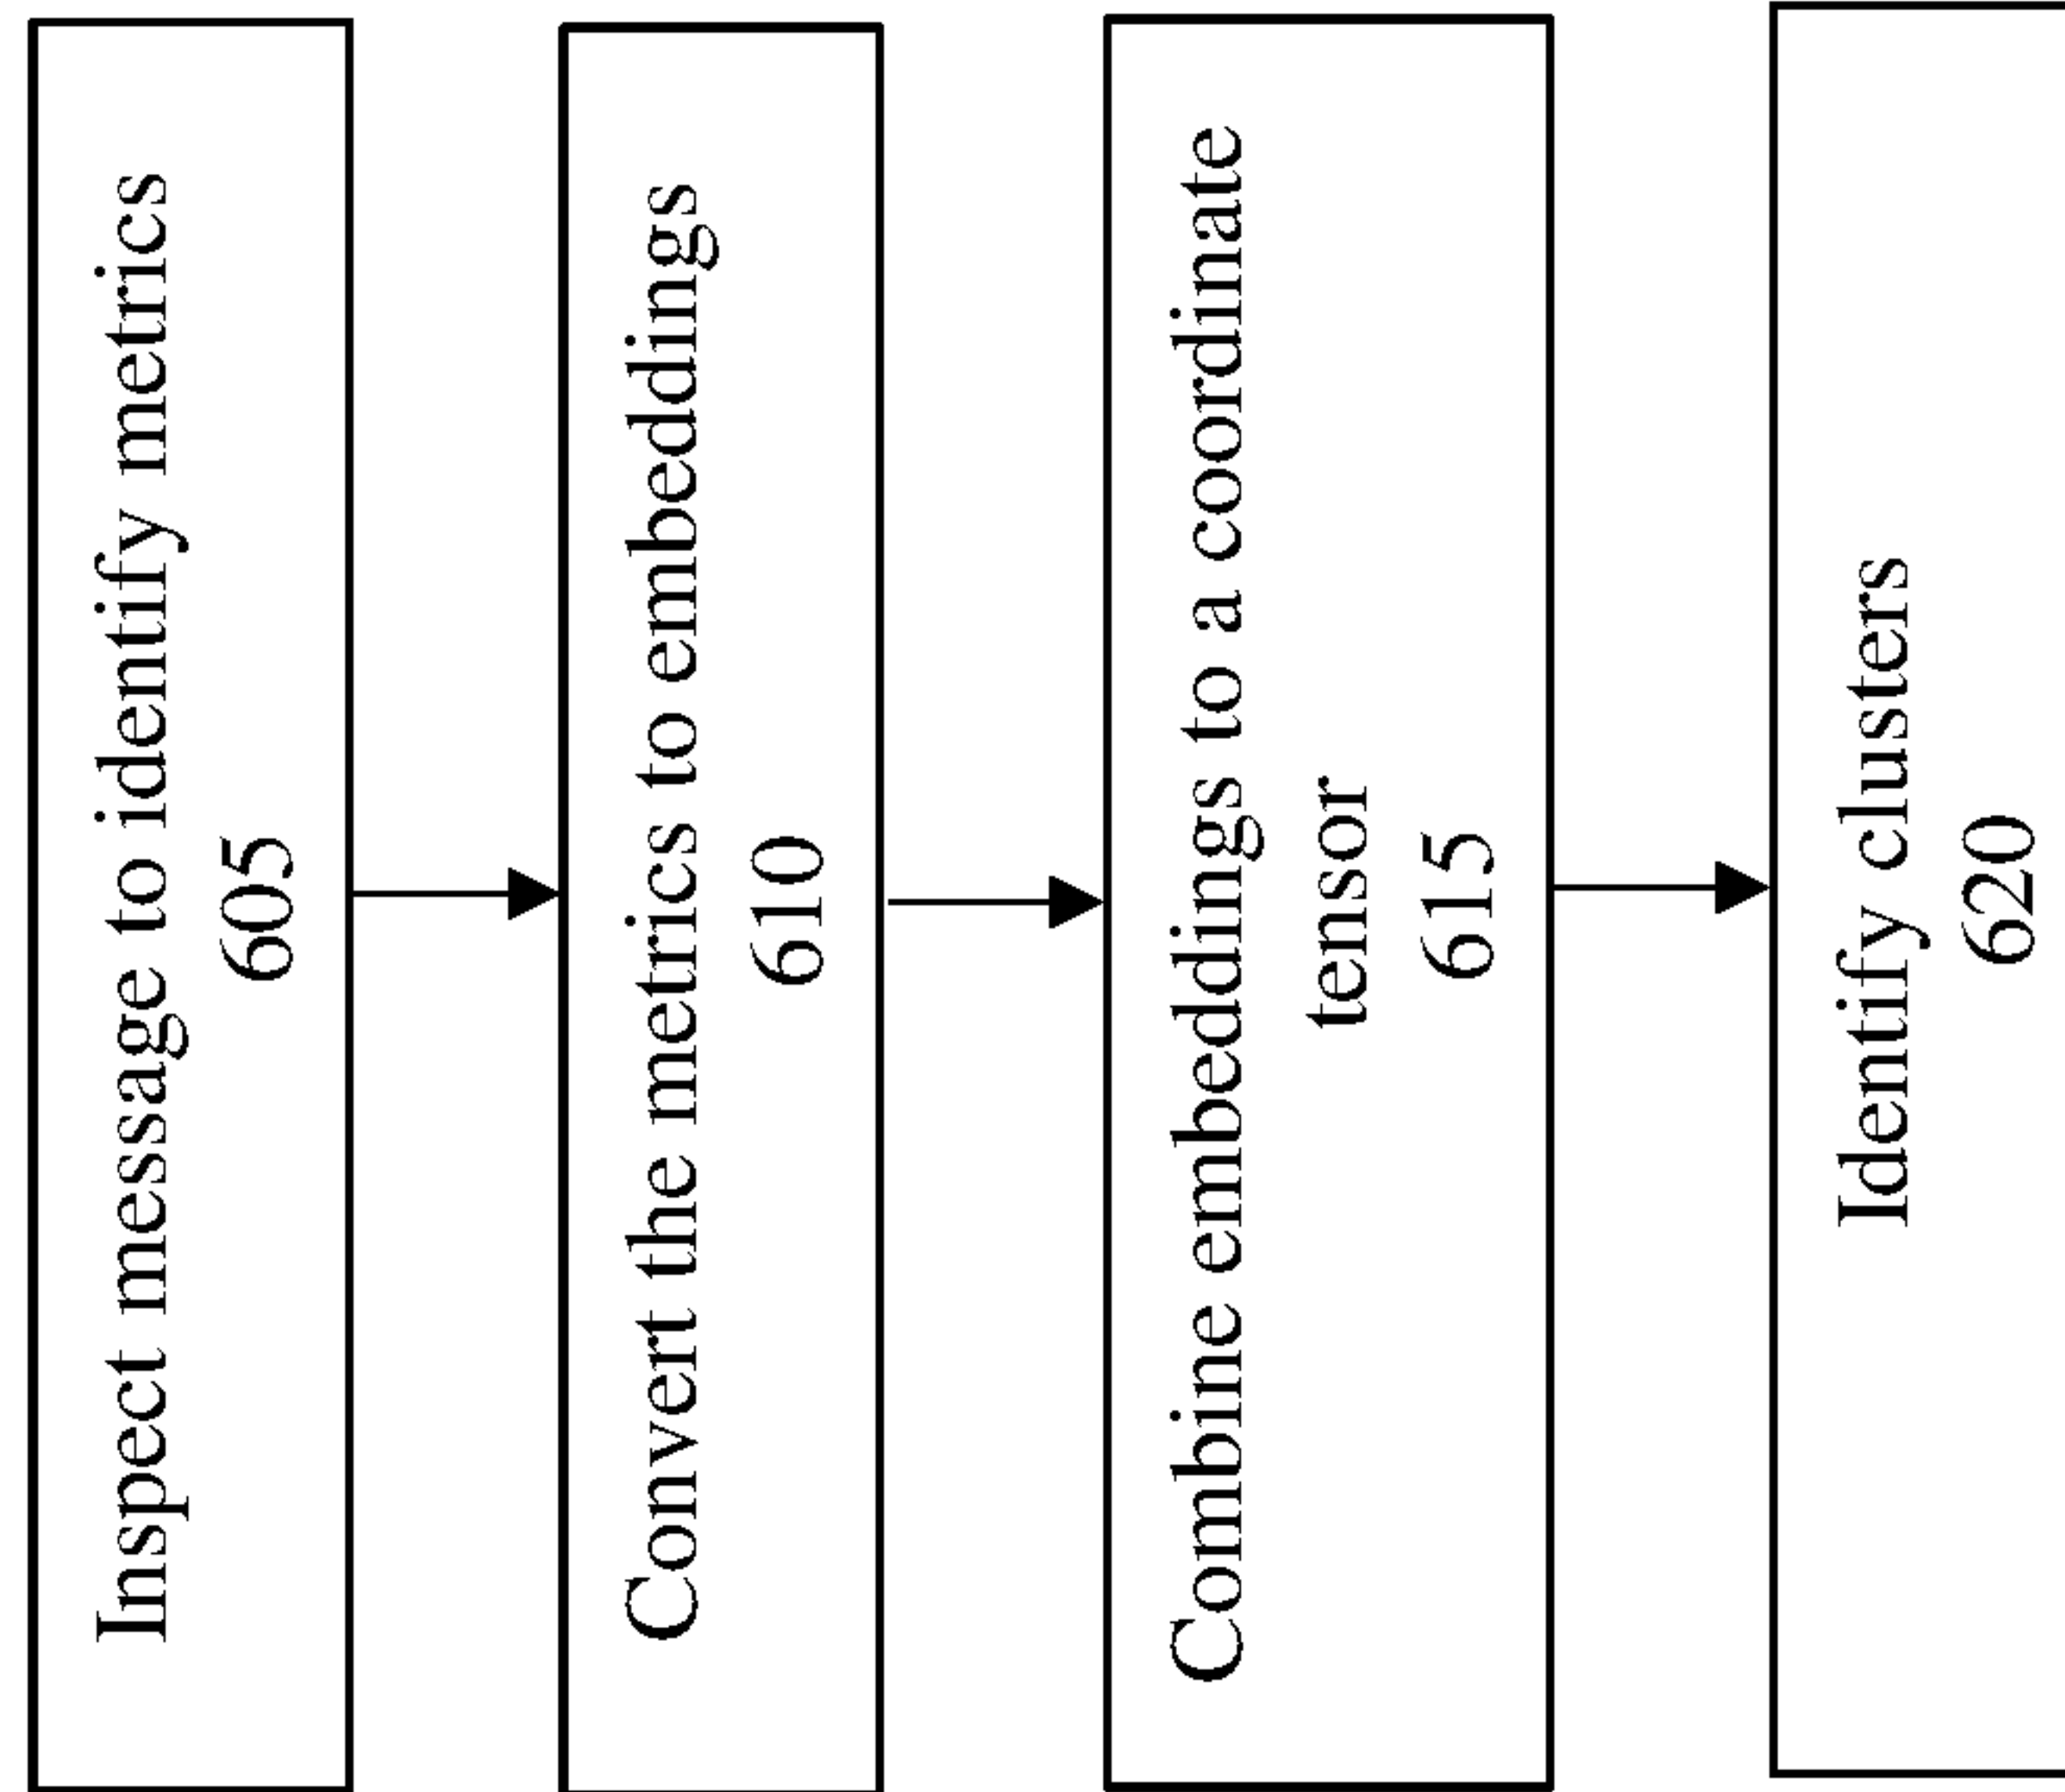 Inspect message to identify metrics
605
Convert the metrics to embeddings
610
Combine embeddings to a coordinate
tensor
615
Identify clusters
620